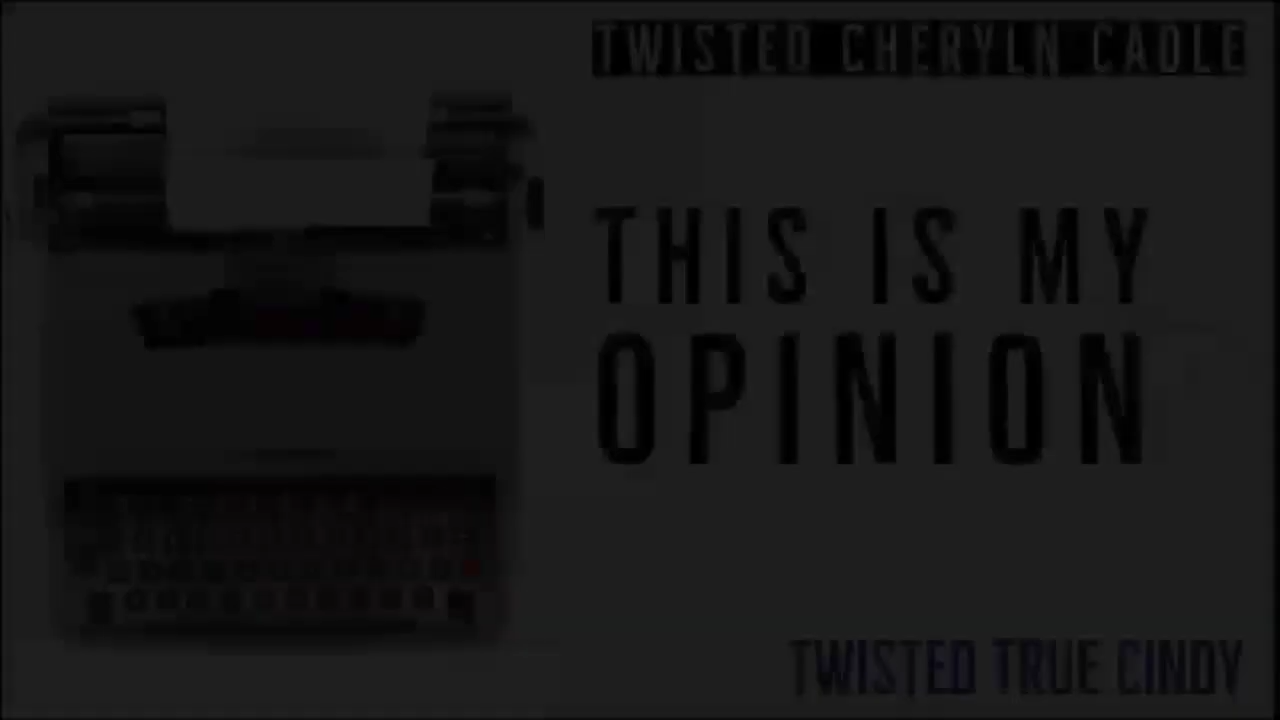 TWISTED CHERYLN CADLE
THIS IS MY
OPINION
TWISTED TRUE CINDY